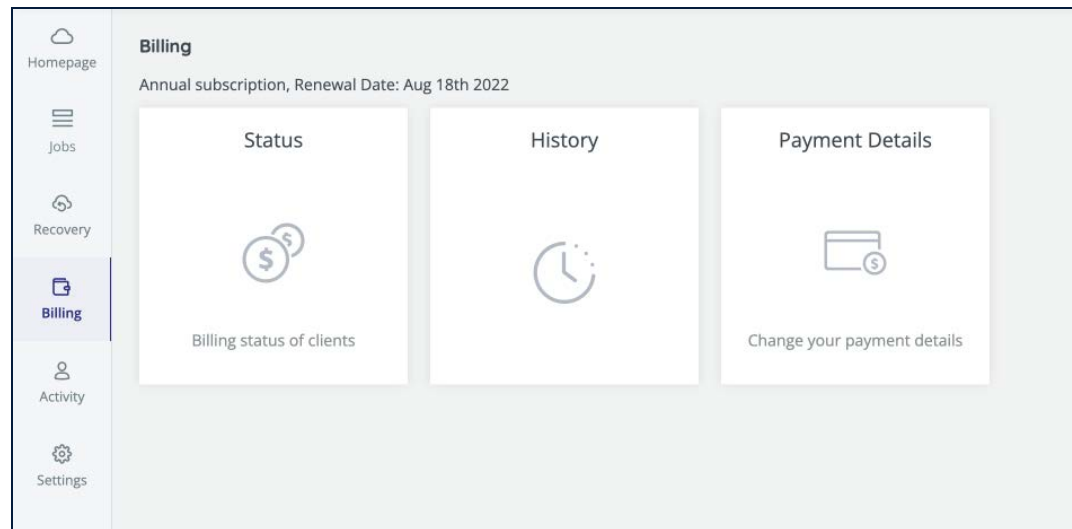 Homepage
Jobs
Recovery
Billing
Activity
Settings
Billing
Annual subscription, Renewal Date: Aug 18th 2022
Status
$
$
Billing status of clients
History
Payment Details
$
Change your payment details